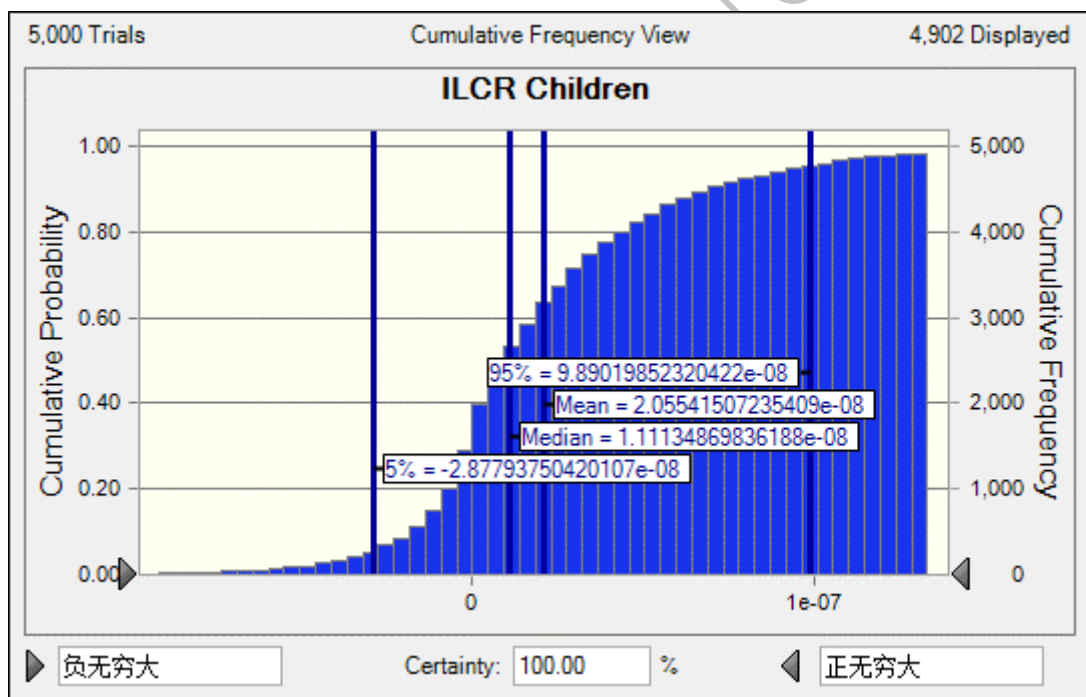 5,000 Trials
Cumulative Frequency View
4,902 Displayed
ILCR Children
Cumulative Probability
1.00
0.80
0.60
0.40
0.20
0.00
5,000
4,000
3,000
2,000
1,000
0
Cumulative Frequency
95% = 9.89019852320422e-08
Mean = 2.05541507235409e-08
Median = 1.11134869836188e-08
5% = -2.87793750420107e-08
0
1e-07
负无穷大
Certainty: 100.00 %
正无穷大